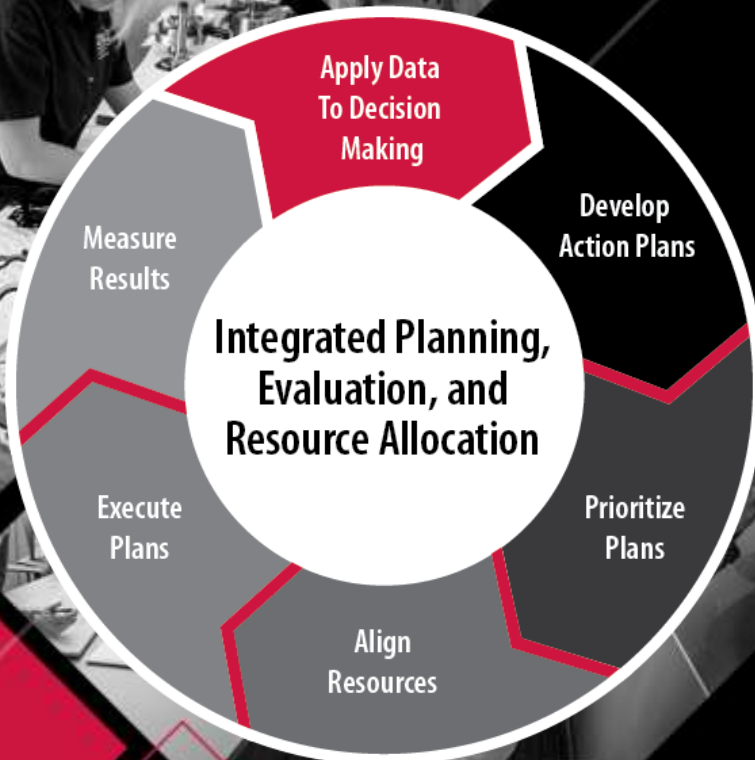 Apply Data
To Decision
Making
Develop
Action Plans
Prioritize
Plans
Align
Resources
Execute
Plans
Measure
Results
Integrated Planning,
Evaluation, and
Resource Allocation